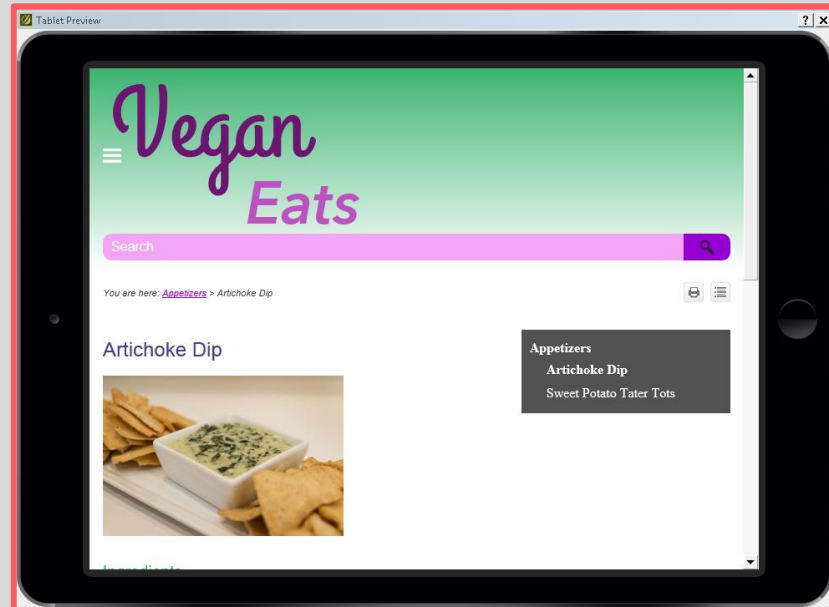 Tablet Preview
Vegan
Eats
Search
You are here: Appetizers > Artichoke Dip
Artichoke Dip
Appetizers
Artichoke Dip
Sweet Potato Tater Tots
Ingredients